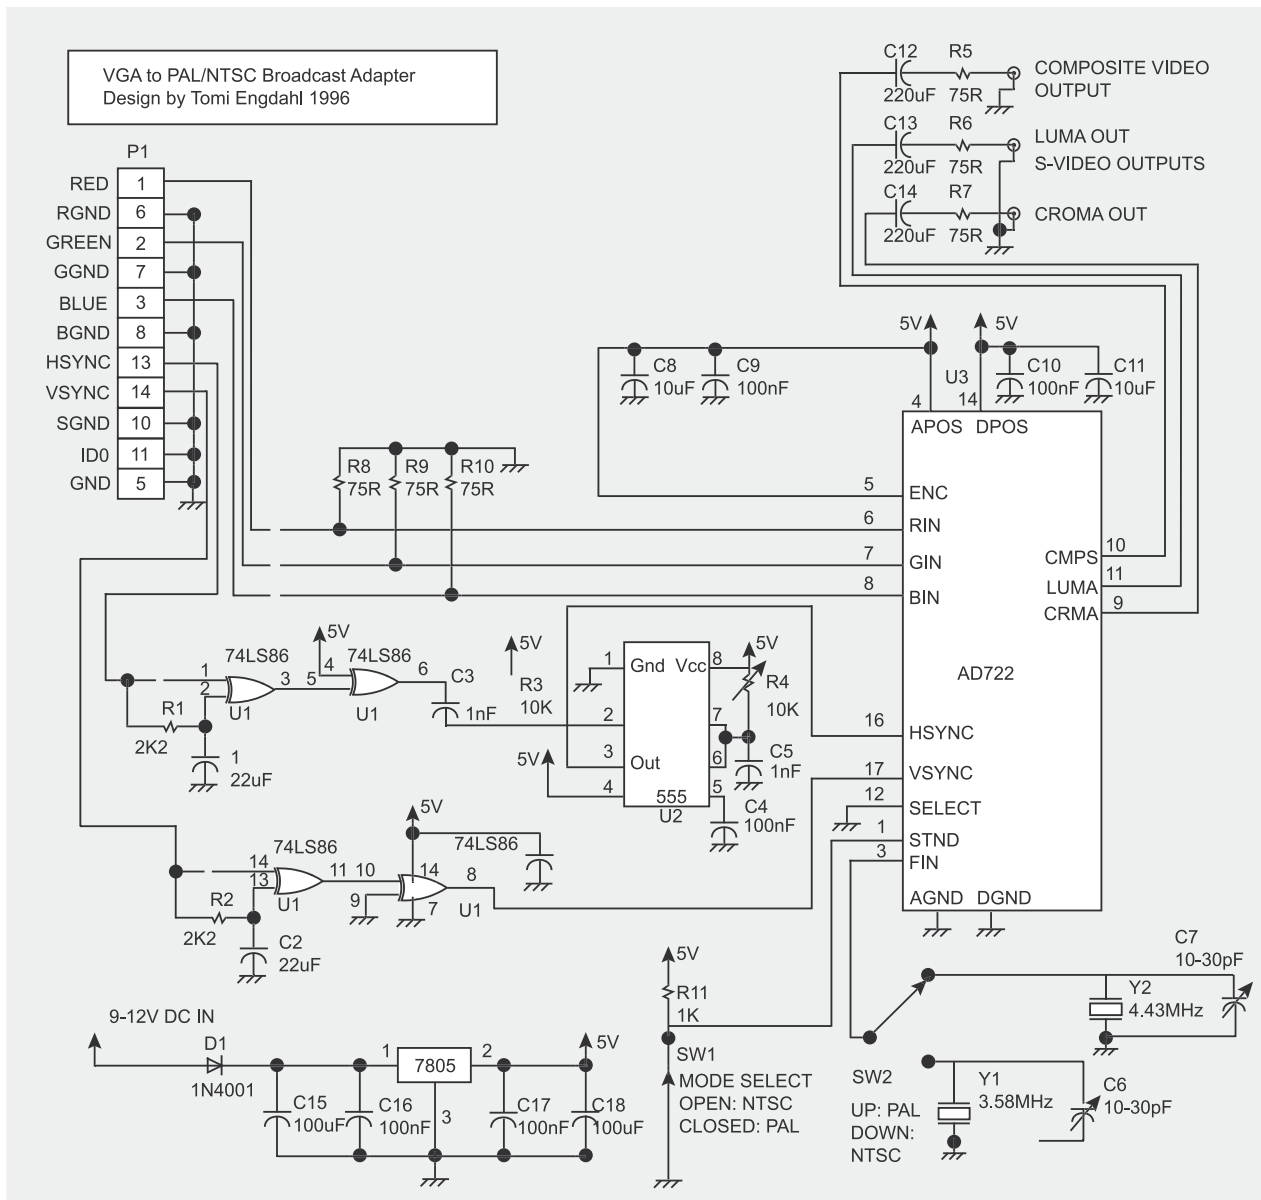 VGA to PAL/NTSC Broadcast Adapter
Design by Tomi Engdahl 1996
C12
R5
220uF
75R
COMPOSITE VIDEO
OUTPUT
C13
R6
220uF
75R
LUMA OUT
S-VIDEO OUTPUTS
C14
R7
220uF
75R
CROMA OUT
P1
RED 1
RGND 6
GREEN 2
GGND 7
BLUE 3
BGND 8
HSYNC 13
VSYNC 14
SGND 10
ID0 11
GND 5
5V
5V
C8
10uF
C9
100nF
C10
100nF
C11
10uF
U3
4
14
APOS DPOS
R8
75R
R9
75R
R10
75R
5 ENC
6 RIN
7 GIN
8 BIN
CMPS 10
LUMA 11
CRMA 9
AD722
16 HSYNC
17 VSYNC
12 SELECT
1 STND
3 FIN
AGND DGND
5V
74LS86
74LS86
1
2
3
4
5
6
U1
U1
R1
2K2
1
22uF
C3
1nF
5V
R3
10K
1 Gnd Vcc 8
2
3 Out
4
7
6
5
555
U2
5V
5V
R4
10K
C5
1nF
C4
100nF
5V
74LS86
74LS86
14
13
11
10
9
14
7
8
U1
U1
R2
2K2
C2
22uF
9-12V DC IN
D1
1N4001
1 7805 2
3
5V
C15
100uF
C16
100nF
C17
100nF
C18
100uF
5V
R11
1K
SW1
MODE SELECT
OPEN: NTSC
CLOSED: PAL
C7
10-30pF
Y2
4.43MHz
SW2
UP: PAL
DOWN:
NTSC
Y1
3.58MHz
C6
10-30pF